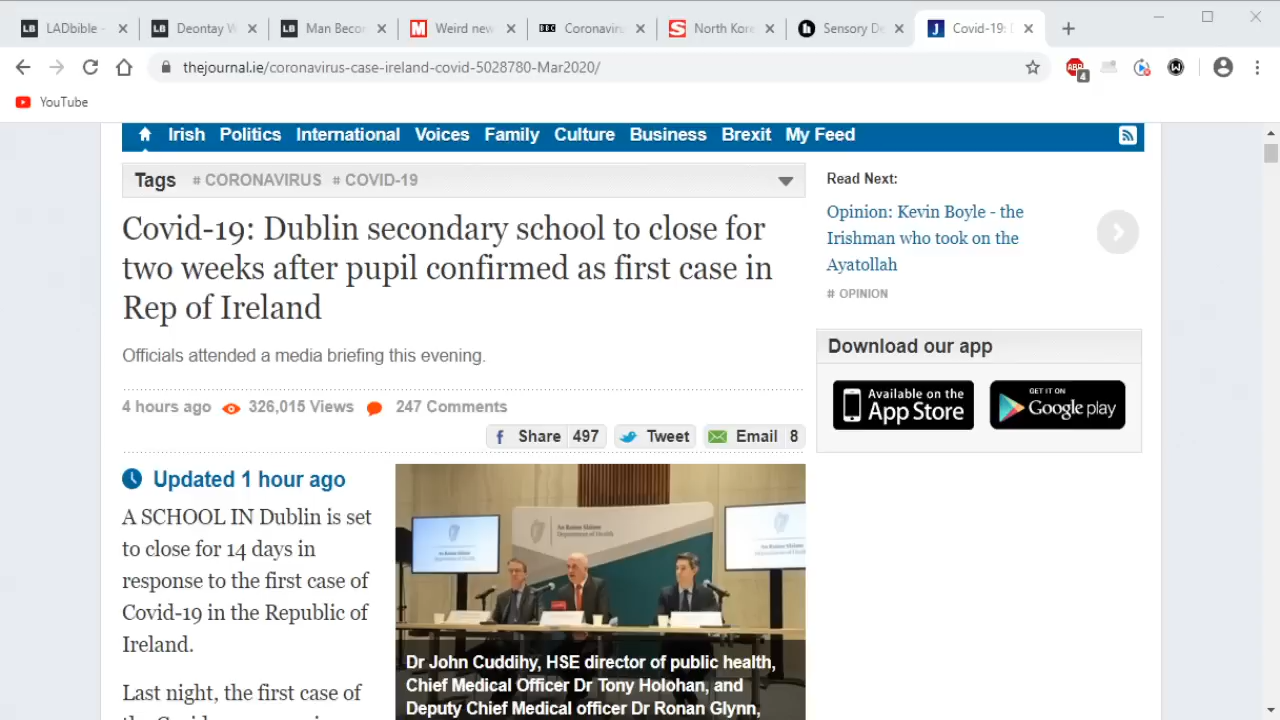 LADbible -
Deontay W
Man Becor
Weird new
Coronavirus
North Kore
Sensory De
Covid-19:
thejournal.ie/coronavirus-case-ireland-covid-5028780-Mar2020/
ABP
4
YouTube
Irish Politics International Voices Family Culture Business Brexit My Feed
Tags # CORONAVIRUS # COVID-19
Covid-19: Dublin secondary school to close for
two weeks after pupil confirmed as first case in
Rep of Ireland
Officials attended a media briefing this evening.
4 hours ago 326,015 Views 247 Comments
Share 497 Tweet Email 8
Updated 1 hour ago
A SCHOOL IN Dublin is set
to close for 14 days in
response to the first case of
Covid-19 in the Republic of
Ireland.
Last night, the first case of
Dr John Cuddihy, HSE director of public health,
Chief Medical Officer Dr Tony Holohan, and
Deputy Chief Medical officer Dr Ronan Glynn,
Read Next:
Opinion: Kevin Boyle - the
Irishman who took on the
Ayatollah
# OPINION
Download our app
Available on the
App Store
GET IT ON
Google play